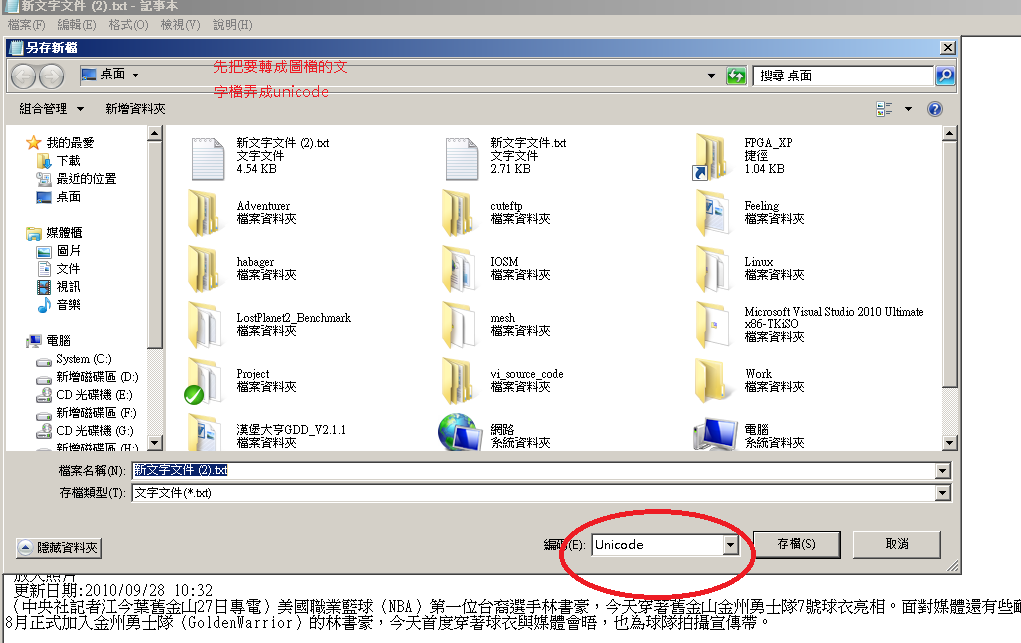 新文字文件 (2).txt - 記事本
檔案(F) 編輯(E) 格式(O) 檢視(V) 說明(H)
另存新檔
桌面
搜尋 桌面
先把要轉成圖檔的文
字檔弄成unicode
組合管理
新增資料夾
我的最愛
下載
最近的位置
桌面
媒體櫃
圖片
文件
視訊
音樂
電腦
System (C:)
新增磁碟區 (D:)
CD 光碟機 (E:)
新增磁碟區 (F:)
CD 光碟機 (G:)
新增磁碟區 (H:)
新文字文件 (2).txt
文字文件
4.54 KB
新文字文件.txt
文字文件
2.71 KB
FPGA_XP
捷徑
1.04 KB
Adventurer
檔案資料夾
cuteftp
檔案資料夾
Feeling
檔案資料夾
habager
檔案資料夾
IOSM
檔案資料夾
Linux
檔案資料夾
LostPlanet2_Benchmark
檔案資料夾
mesh
檔案資料夾
Microsoft Visual Studio 2010 Ultimate
x86-TKiSO
檔案資料夾
Project
檔案資料夾
vi_source_code
檔案資料夾
Work
檔案資料夾
漢堡大亨GDD_V2.1.1
檔案資料夾
網路
系統資料夾
電腦
系統資料夾
檔案名稱(N): 新文字文件 (2).txt
存檔類型(T): 文字文件(*.txt)
隱藏資料夾
編碼(E): Unicode
存檔(S)
取消
放大照片
更新日期:2010/09/28 10:32
（中央社記者江今葉舊金山27日專電）美國職業籃球（NBA）第一位台裔選手林書豪，今天穿著舊金山金州勇士隊7號球衣亮相。面對媒體還有些
8月正式加入金州勇士隊（GoldenWarrior）的林書豪，今天首度穿著球衣與媒體會晤，也為球隊拍攝宣傳帶。